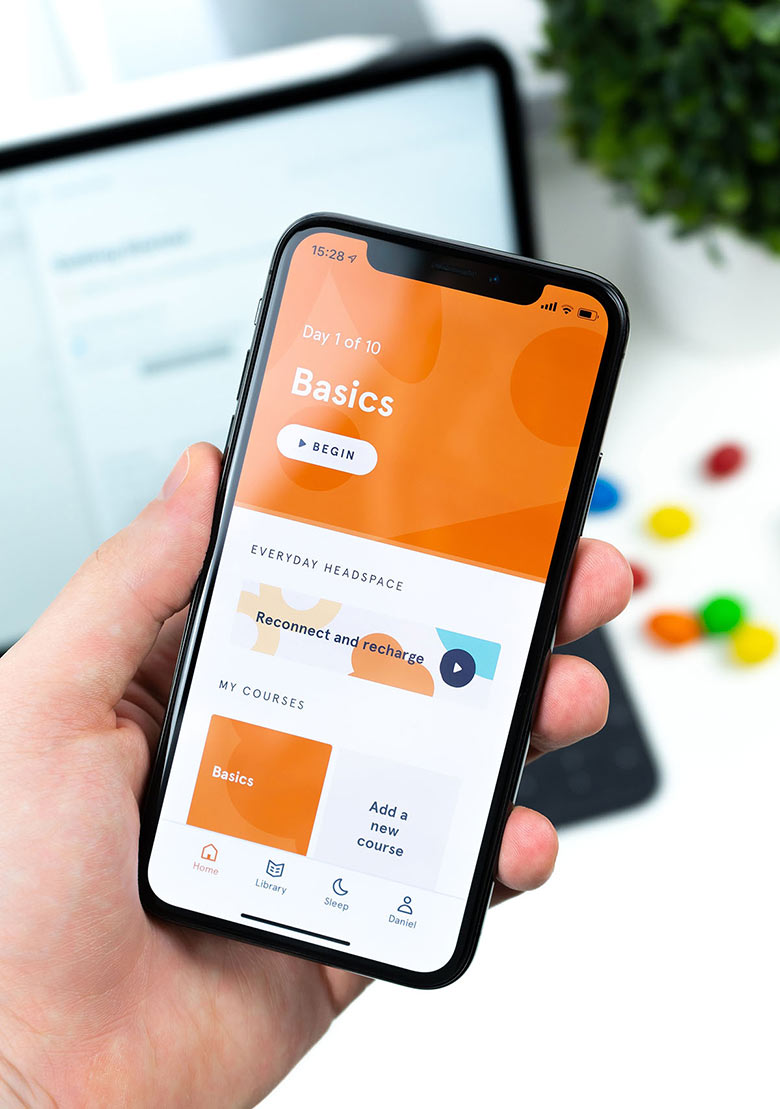 15:28
Day 1 of 10
Basics
BEGIN
EVERYDAY HEADSPACE
Reconnect and recharge
MY COURSES
Basics
Add a
new
course
Home
Library
Sleep
Daniel